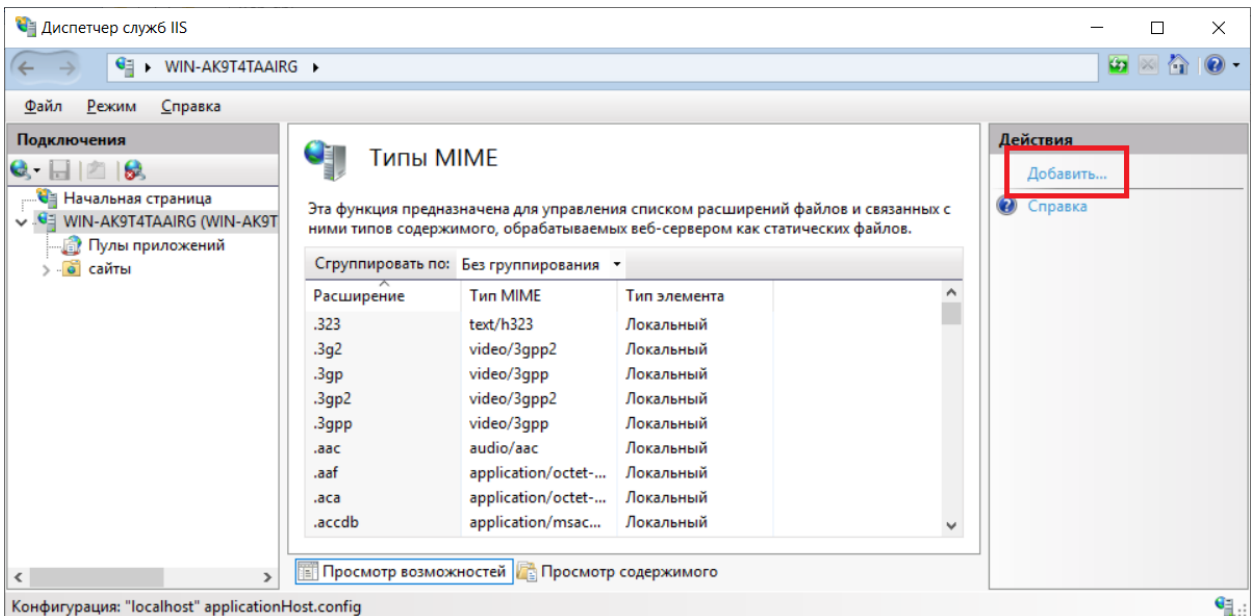 Диспетчер служб IIS
WIN-AK9T4TAAIRG
Файл Режим Справка
Подключения
Начальная страница
WIN-AK9T4TAAIRG (WIN-AK9T
Пулы приложений
сайты
Типы MIME
Эта функция предназначена для управления списком расширений файлов и связанных с
ними типов содержимого, обрабатываемых веб-сервером как статических файлов.
Сгруппировать по: Без группирования
Расширение Тип MIME Тип элемента
.323 text/h323 Локальный
.3g2 video/3gpp2 Локальный
.3gp video/3gpp Локальный
.3gp2 video/3gpp2 Локальный
.3gpp video/3gpp Локальный
.aac audio/aac Локальный
.aaf application/octet-... Локальный
.aca application/octet-... Локальный
.accdb application/msac... Локальный
Просмотр возможностей Просмотр содержимого
Действия
Добавить...
Справка
Конфигурация: "localhost" applicationHost.config